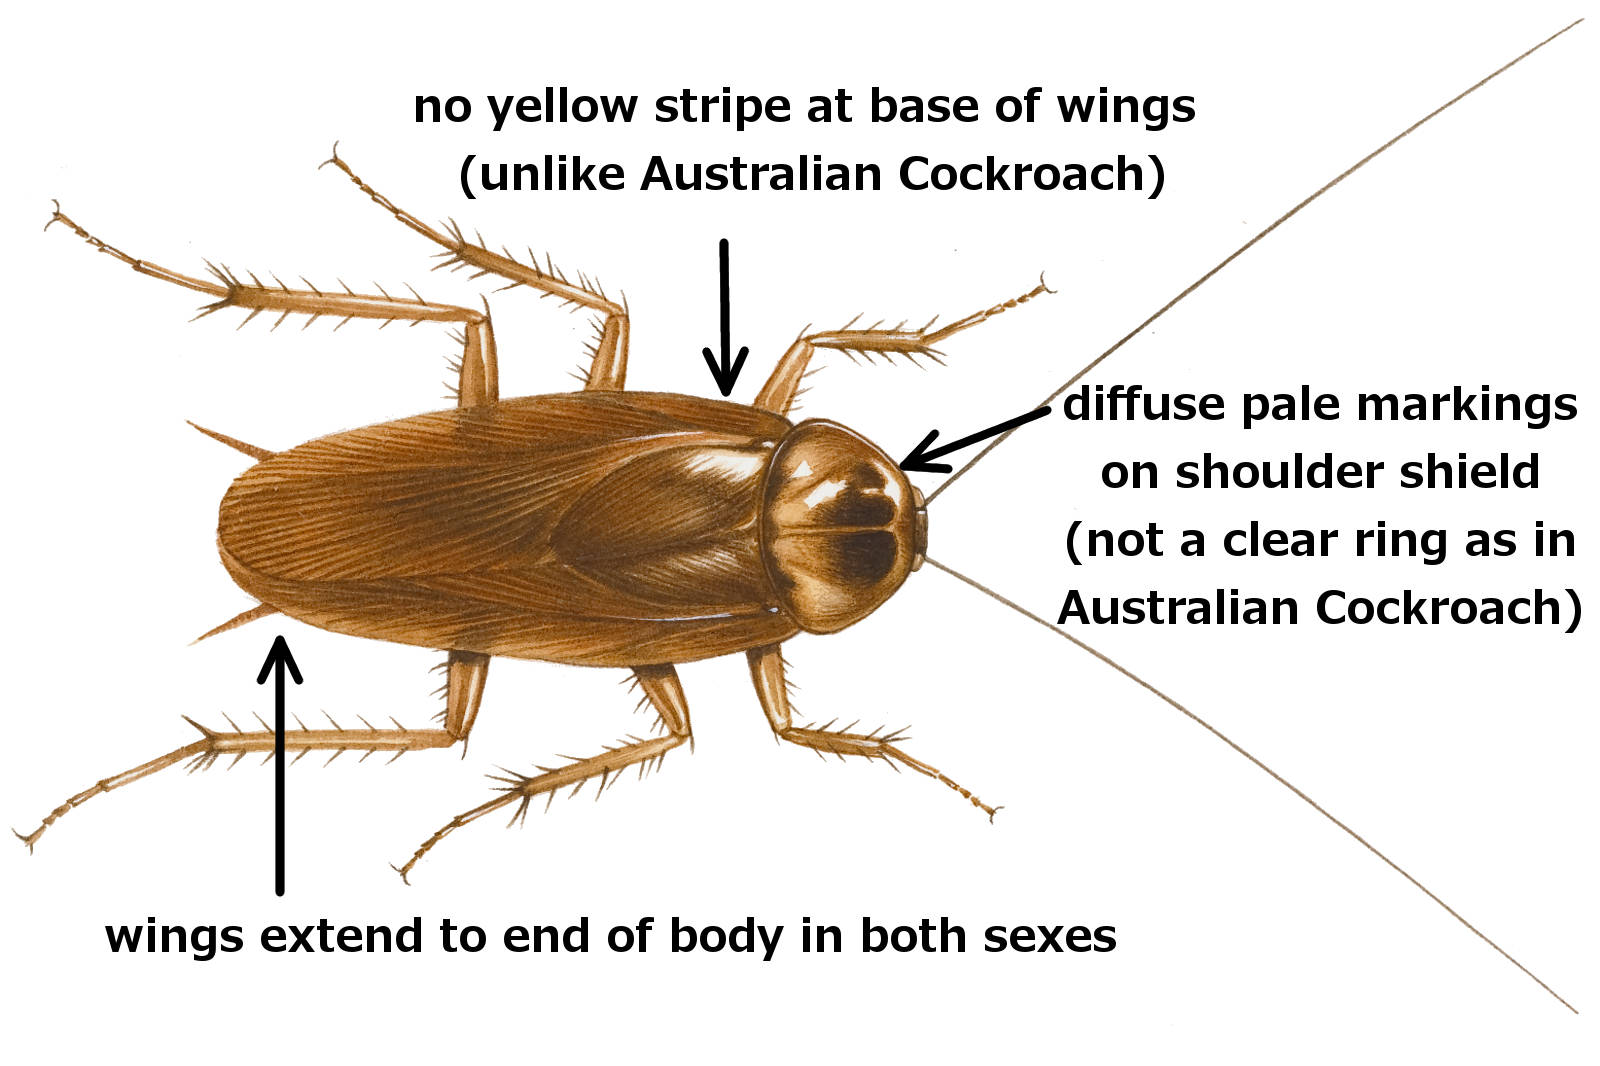 no yellow stripe at base of wings
(unlike Australian Cockroach)
diffuse pale markings
on shoulder shield
(not a clear ring as in
Australian Cockroach)
wings extend to end of body in both sexes